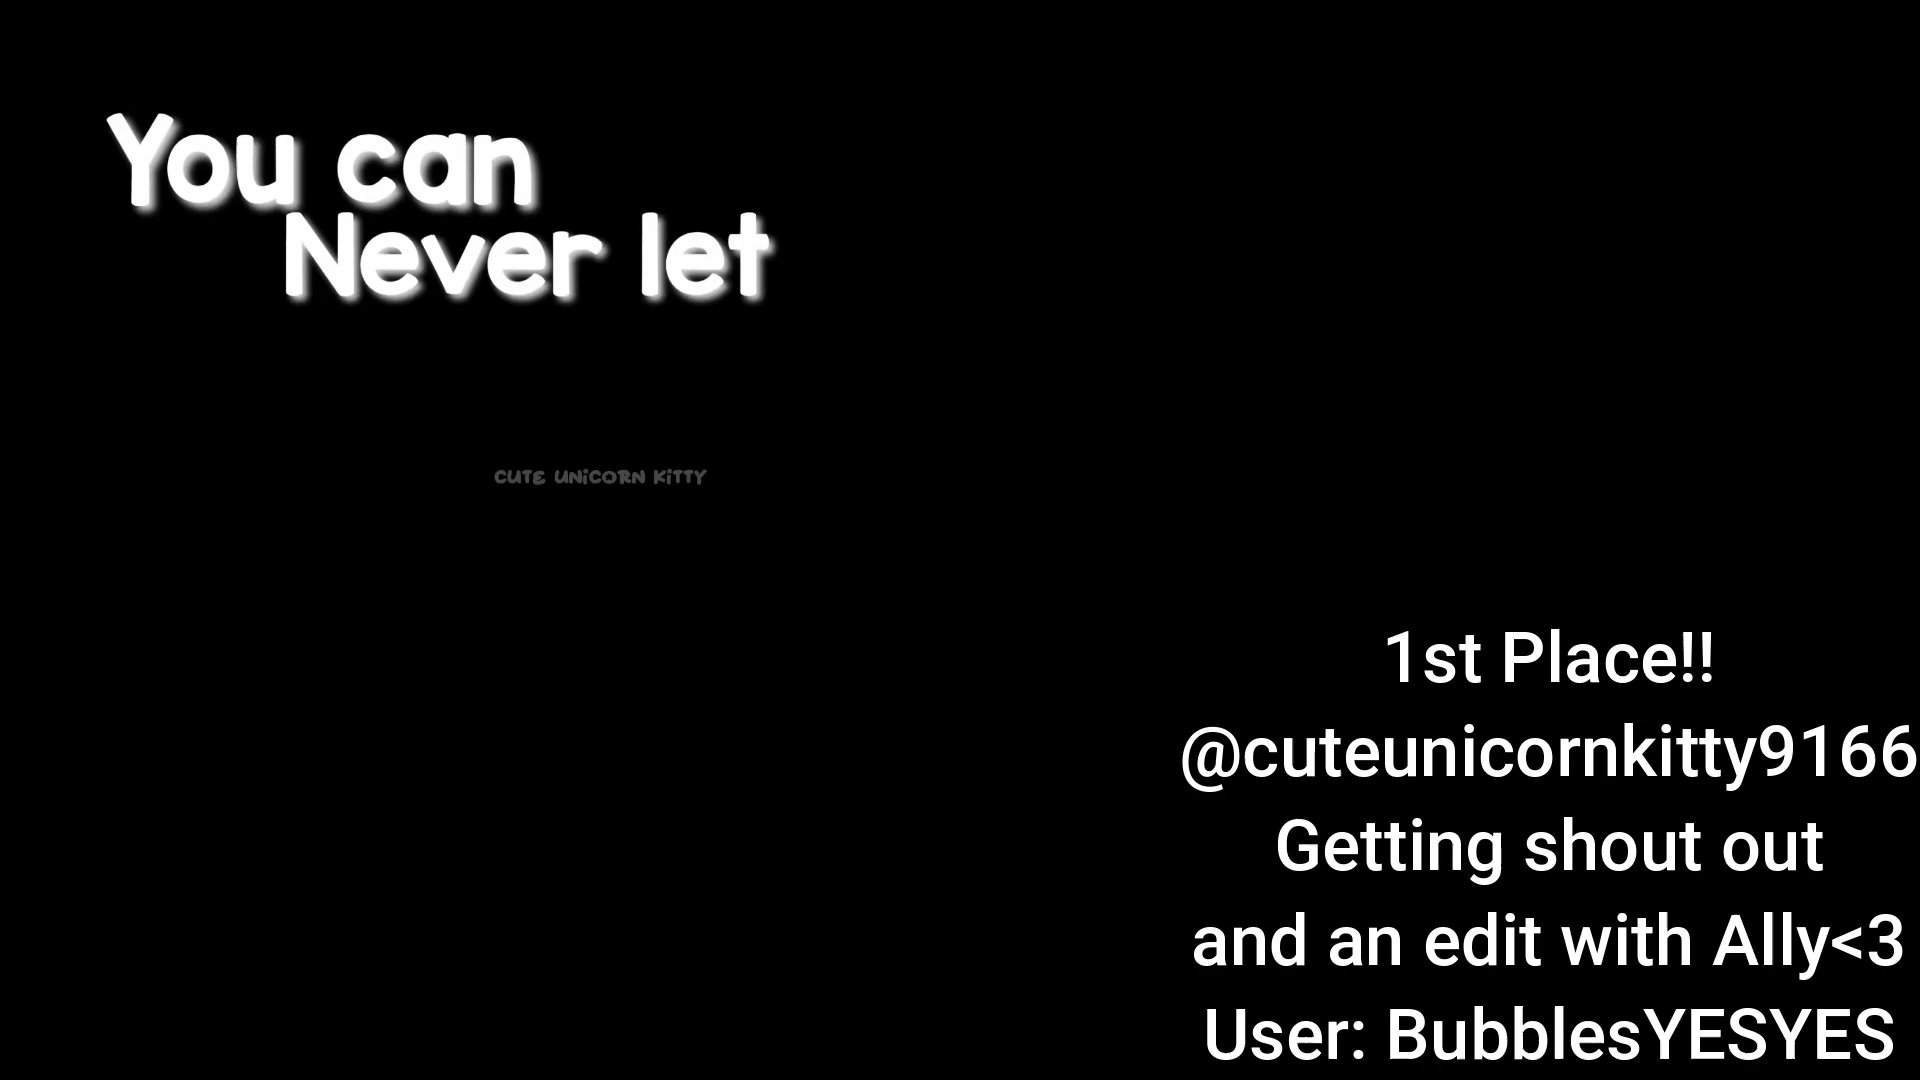 You can
Never let
CUTE UNiCORN KiTTY
1st Place!!
@cuteunicornkitty9166
Getting shout out
and an edit with Ally<3
User: BubblesYESYES